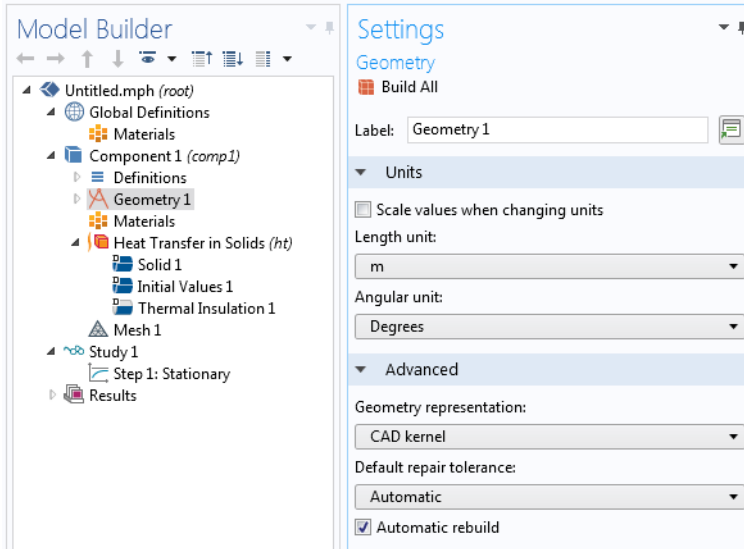 Model Builder
Untitled.mph (root)
Global Definitions
Materials
Component 1 (comp1)
Definitions
Geometry 1
Materials
Heat Transfer in Solids (ht)
Solid 1
Initial Values 1
Thermal Insulation 1
Mesh 1
Study 1
Step 1: Stationary
Results
Settings
Geometry
Build All
Label: Geometry 1
Units
Scale values when changing units
Length unit:
m
Angular unit:
Degrees
Advanced
Geometry representation:
CAD kernel
Default repair tolerance:
Automatic
Automatic rebuild